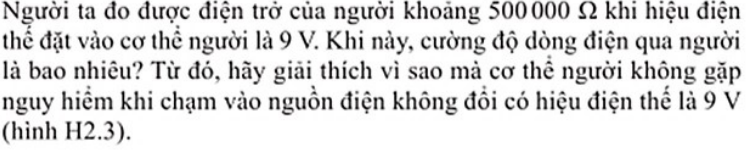 Người ta đo được điện trở của người khoảng 500 000 Ω khi hiệu điện
thế đặt vào cơ thể người là 9 V. Khi này, cường độ dòng điện qua người
là bao nhiêu? Từ đó, hãy giải thích vì sao mà cơ thể người không gặp
nguy hiểm khi chạm vào nguồn điện không đổi có hiệu điện thế là 9 V
(hình H2.3).